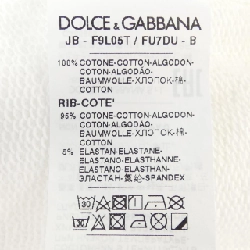 DOLCE & GABBANA
JB - F9L05T / FU7DU - B
100% COTONE-COTTON-ALGODON-
COTON-ALGODÃO-
BAUMWOLLE-ХЛОПОК-棉-
COTTON
RIB-COTE'
95% COTONE-COTTON-ALGODON-
COTON-ALGODÃO-
BAUMWOLLE-ХЛОПОК-棉-
COTTON
5% ELASTAN-ELASTANE-
ELASTANO-ELASTHANNE-
ELASTANO-ELASTHAN-
ЭЛАСТАН-氨纶-SPANDEX